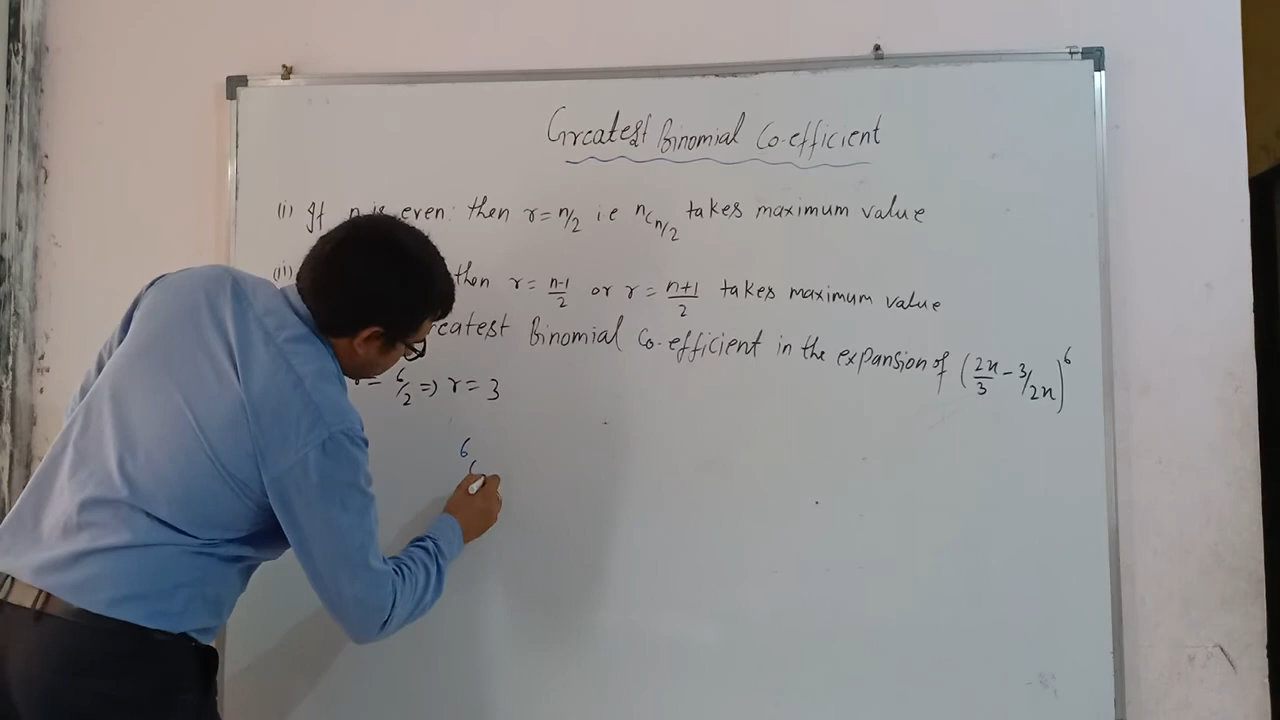 Greatest Binomial Co-efficient
(i) If n is even: then r = n/2 i e nCn/2 takes maximum value
(ii) then r = n-1/2 or r = n+1/2 takes maximum value
reatest Binomial Co-efficient in the expansion of (2x/3 - 3/2x)^6
= 6/2 => r = 3
6C